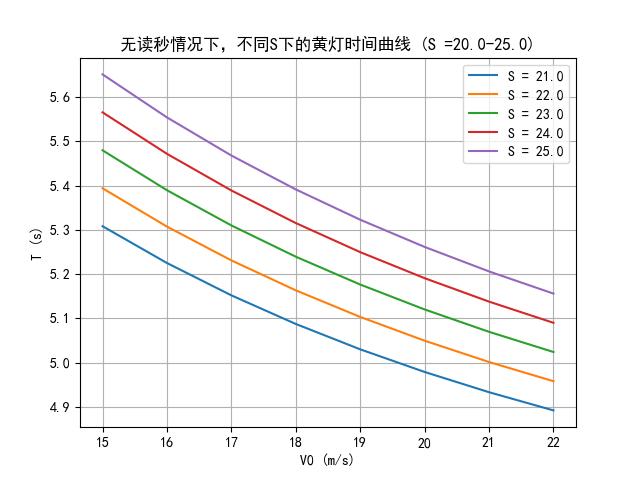 无读秒情况下，不同S下的黄灯时间曲线 (S =20.0-25.0)
S = 21.0
S = 22.0
S = 23.0
S = 24.0
S = 25.0
T (s)
5.6
5.5
5.4
5.3
5.2
5.1
5.0
4.9
15 16 17 18 19 20 21 22
V0 (m/s)